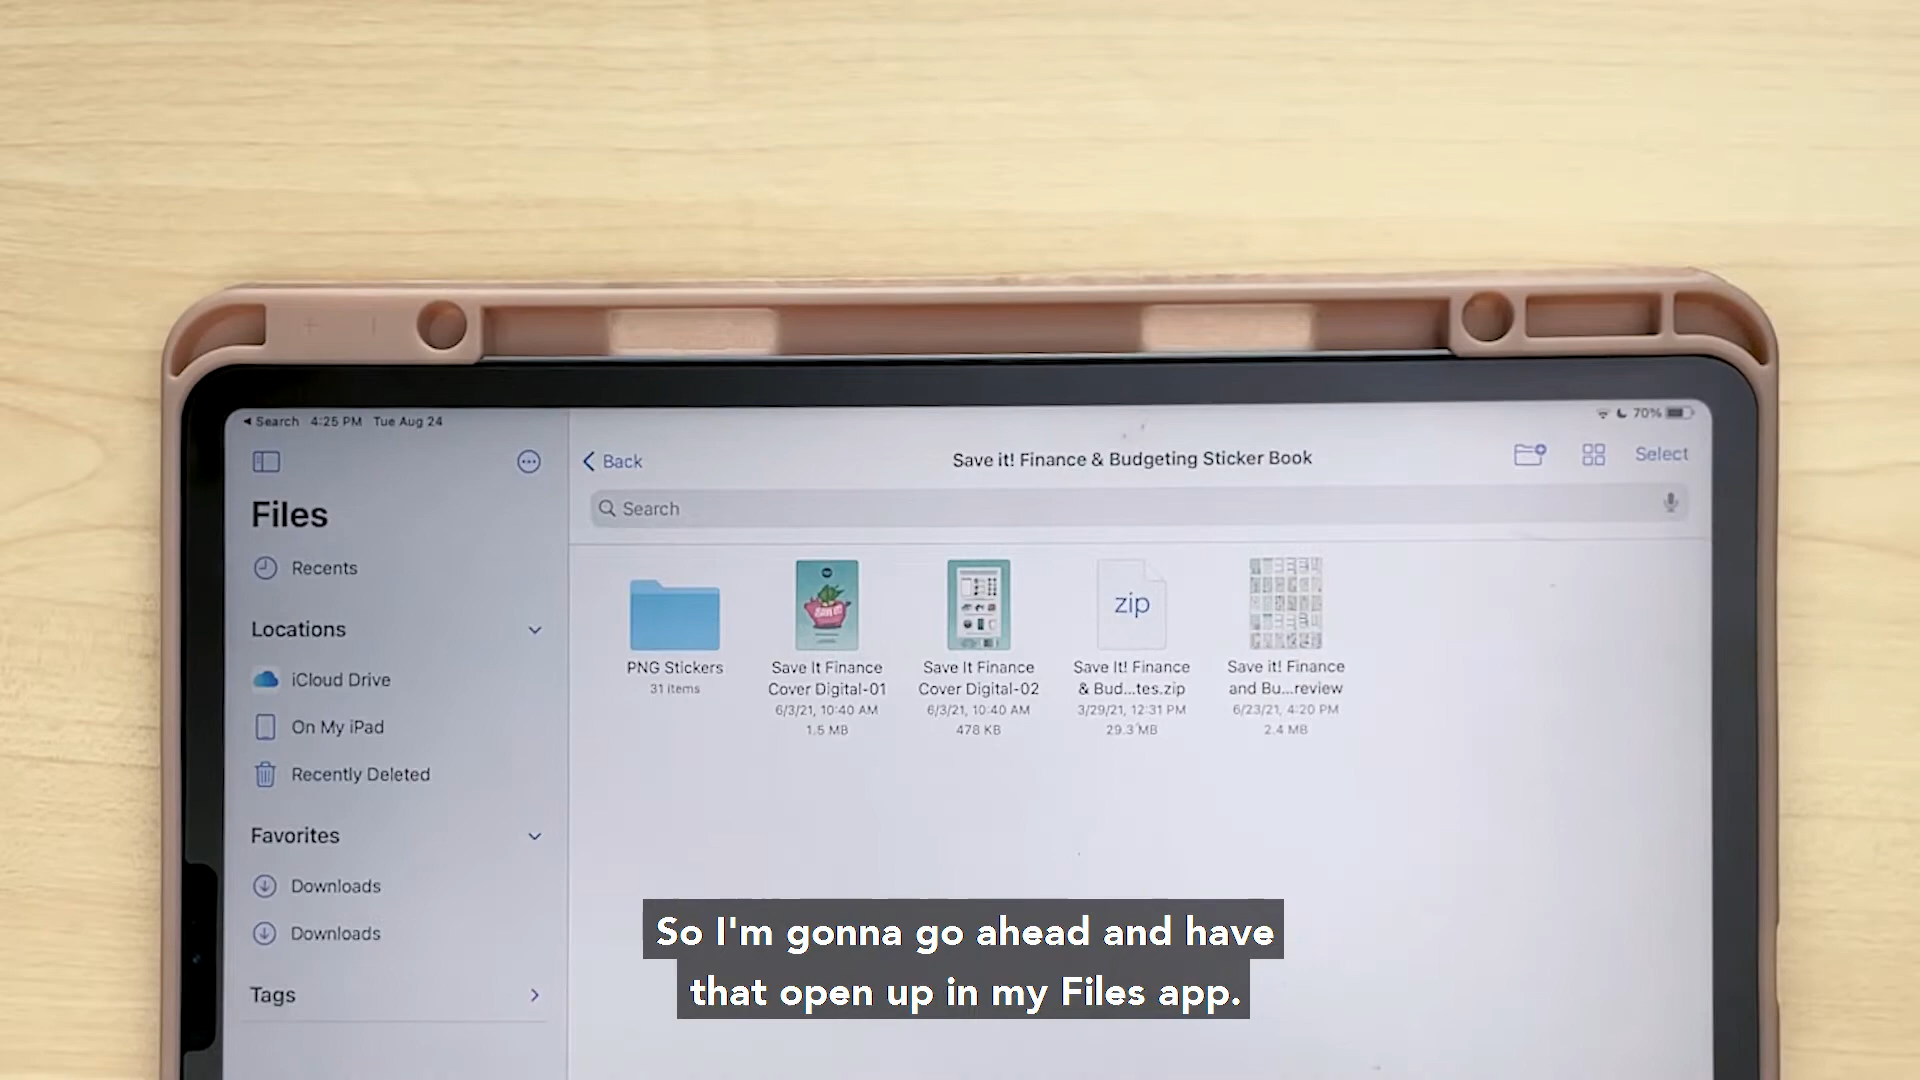 Search 4:25 PM Tue Aug 24
70%
Files
Recents
Locations
iCloud Drive
On My iPad
Recently Deleted
Favorites
Downloads
Downloads
Tags
Back
Save it! Finance & Budgeting Sticker Book
Select
Search
PNG Stickers
31 items
Save It Finance
Cover Digital-01
6/3/21, 10:40 AM
1.5 MB
Save It Finance
Cover Digital-02
6/3/21, 10:40 AM
478 KB
zip
Save It! Finance
& Bud...tes.zip
3/29/21, 12:31 PM
29.3 MB
Save it! Finance
and Bu...review
6/23/21, 4:20 PM
2.4 MB
So I'm gonna go ahead and have
that open up in my Files app.